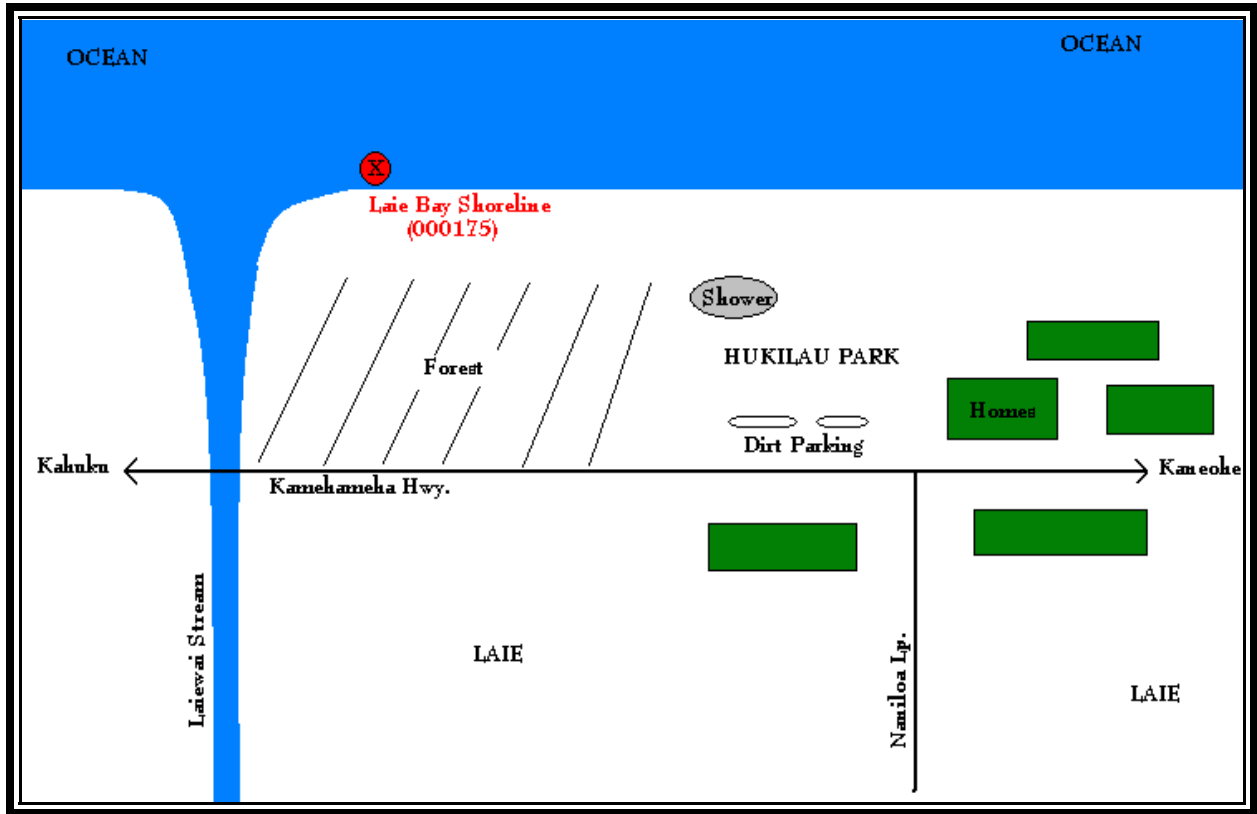 OCEAN
OCEAN
X
Laie Bay Shoreline
(000175)
Shower
HUKILAU PARK
Forest
Homes
Dirt Parking
Kahuku
Kaneohe
Kamehameha Hwy.
Laiewai Stream
LAIE
Naniloa Lp.
LAIE